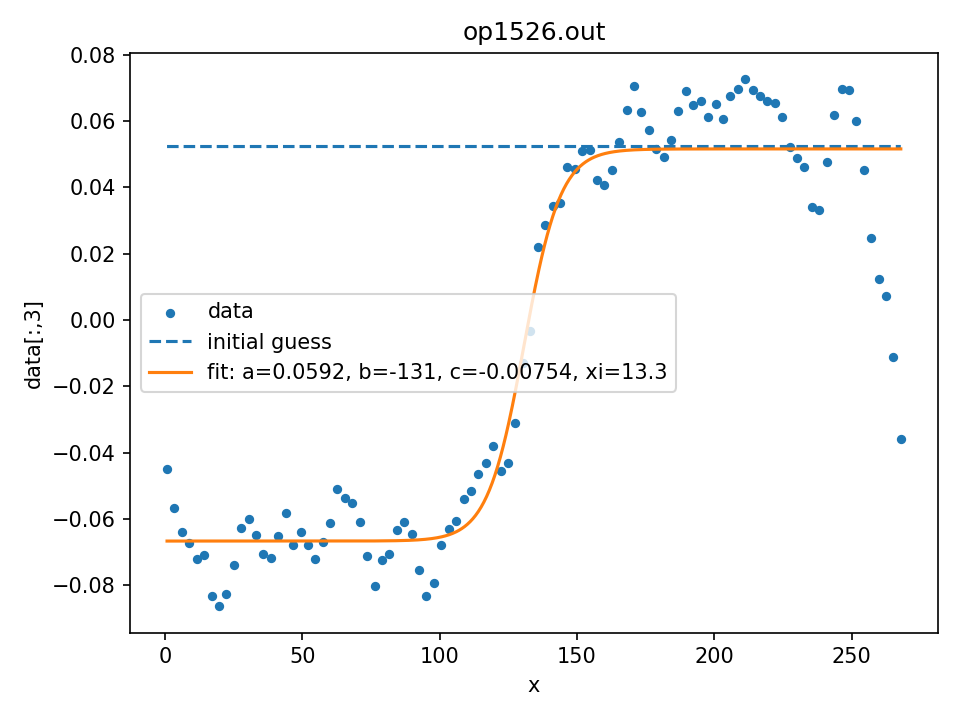 op1526.out
0.08
0.06
0.04
0.02
0.00
−0.02
−0.04
−0.06
−0.08
data[:,3]
data
initial guess
fit: a=0.0592, b=-131, c=-0.00754, xi=13.3
0 50 100 150 200 250
x